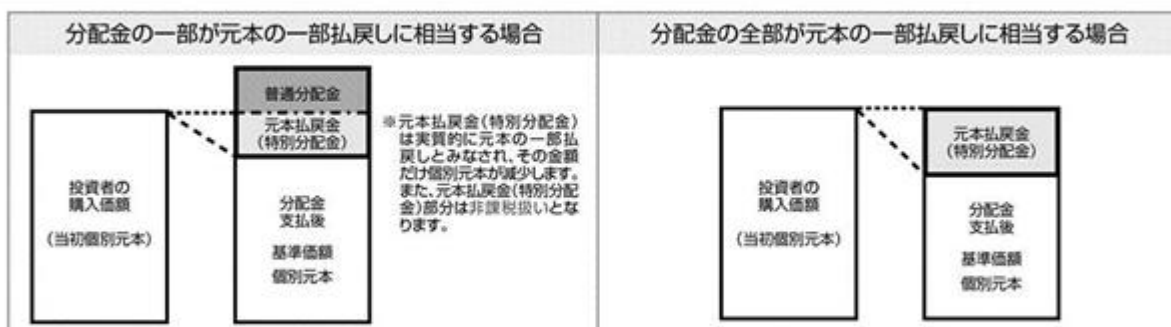 分配金の一部が元本の一部払戻しに相当する場合
普通分配金
元本払戻金
(特別分配金)
投資者の
購入価額
(当初個別元本)
分配金
支払後
基準価額
個別元本
※元本払戻金(特別分配金)
は実質的に元本の一部払
戻しとみなされ、その金額
だけ個別元本が減少します。
また、元本払戻金(特別分配
金)部分は非課税扱いとな
ります。
分配金の全部が元本の一部払戻しに相当する場合
元本払戻金
(特別分配金)
投資者の
購入価額
(当初個別元本)
分配金
支払後
基準価額
個別元本